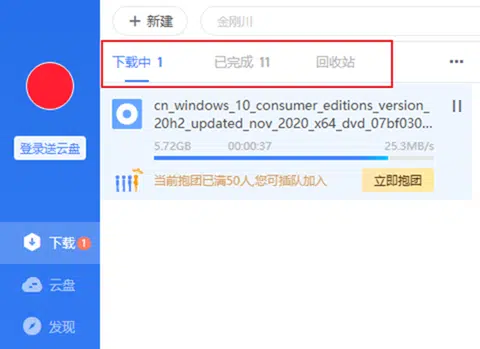 + 新建
金刚川
下载中 1
已完成 11
回收站
...
登录送云盘
cn_windows_10_consumer_editions_version_
20h2_updated_nov_2020_x64_dvd_07bf030...
5.72GB 00:00:37 25.3MB/s
当前抱团已满50人,您可插队加入
立即抱团
下载 1
云盘
发现